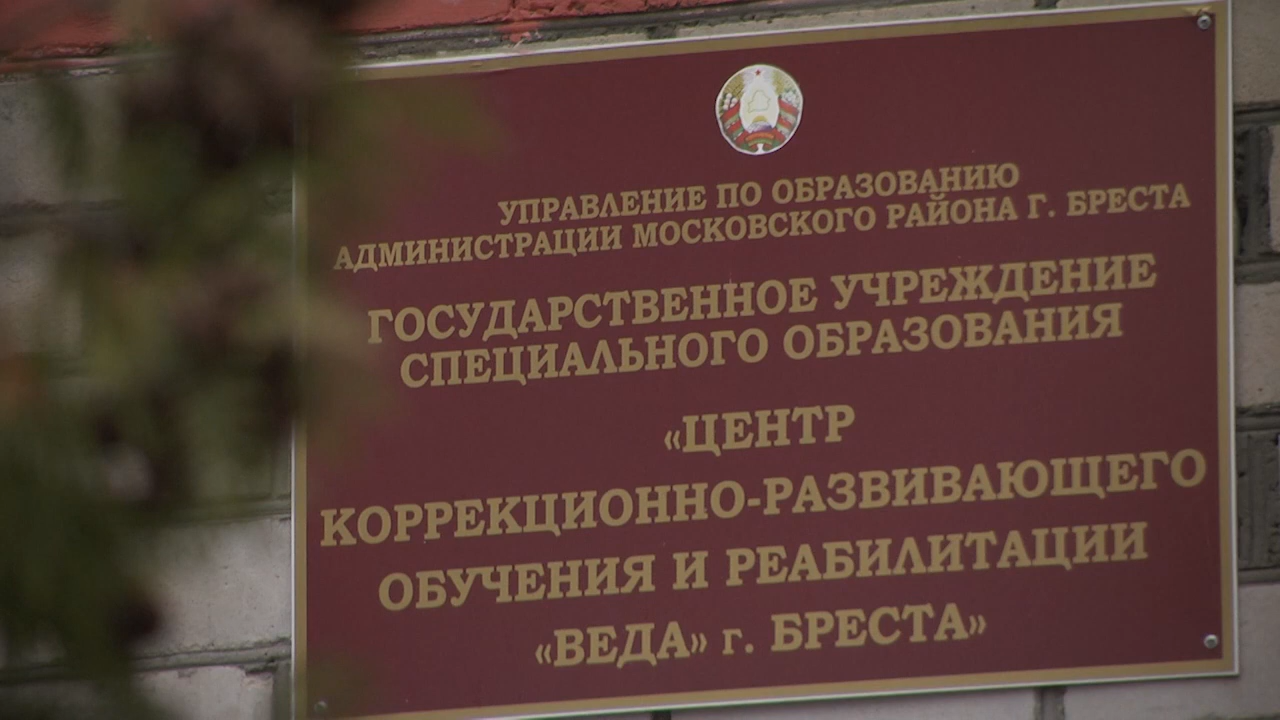 УПРАВЛЕНИЕ ПО ОБРАЗОВАНИЮ
АДМИНИСТРАЦИИ МОСКОВСКОГО РАЙОНА Г. БРЕСТА
ГОСУДАРСТВЕННОЕ УЧРЕЖДЕНИЕ
СПЕЦИАЛЬНОГО ОБРАЗОВАНИЯ
«ЦЕНТР
КОРРЕКЦИОННО-РАЗВИВАЮЩЕГО
ОБУЧЕНИЯ И РЕАБИЛИТАЦИИ
«ВЕДА» г. БРЕСТА»